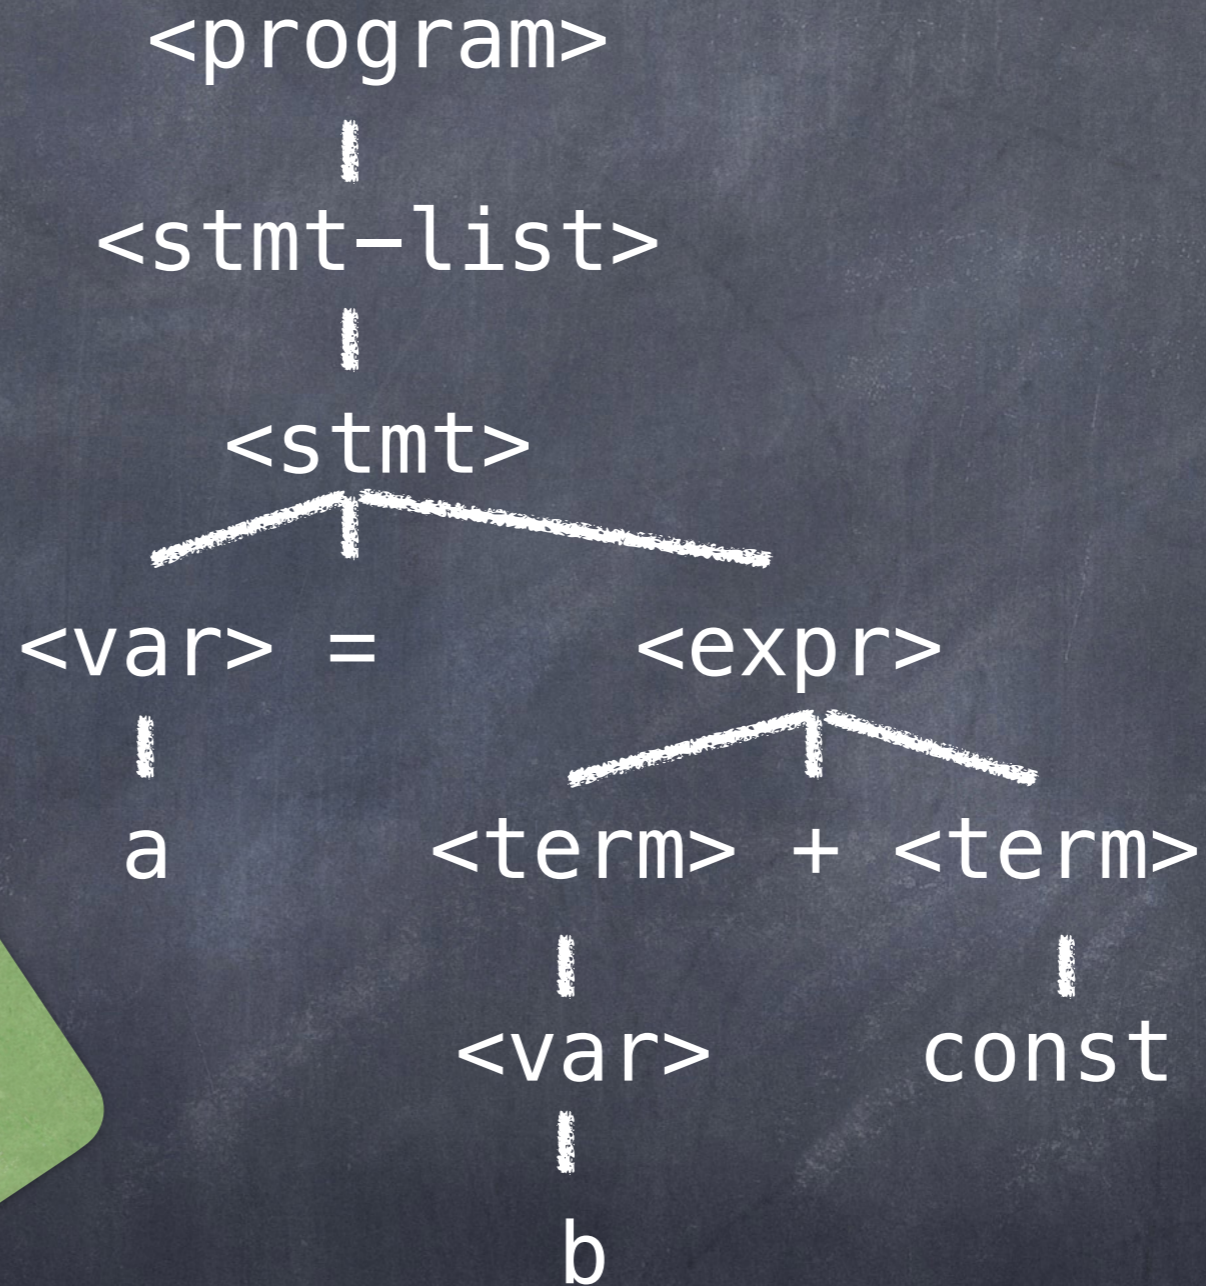 <program>
<stmt-list>
<stmt>
<var> = <expr>
a <term> + <term>
<var> const
b